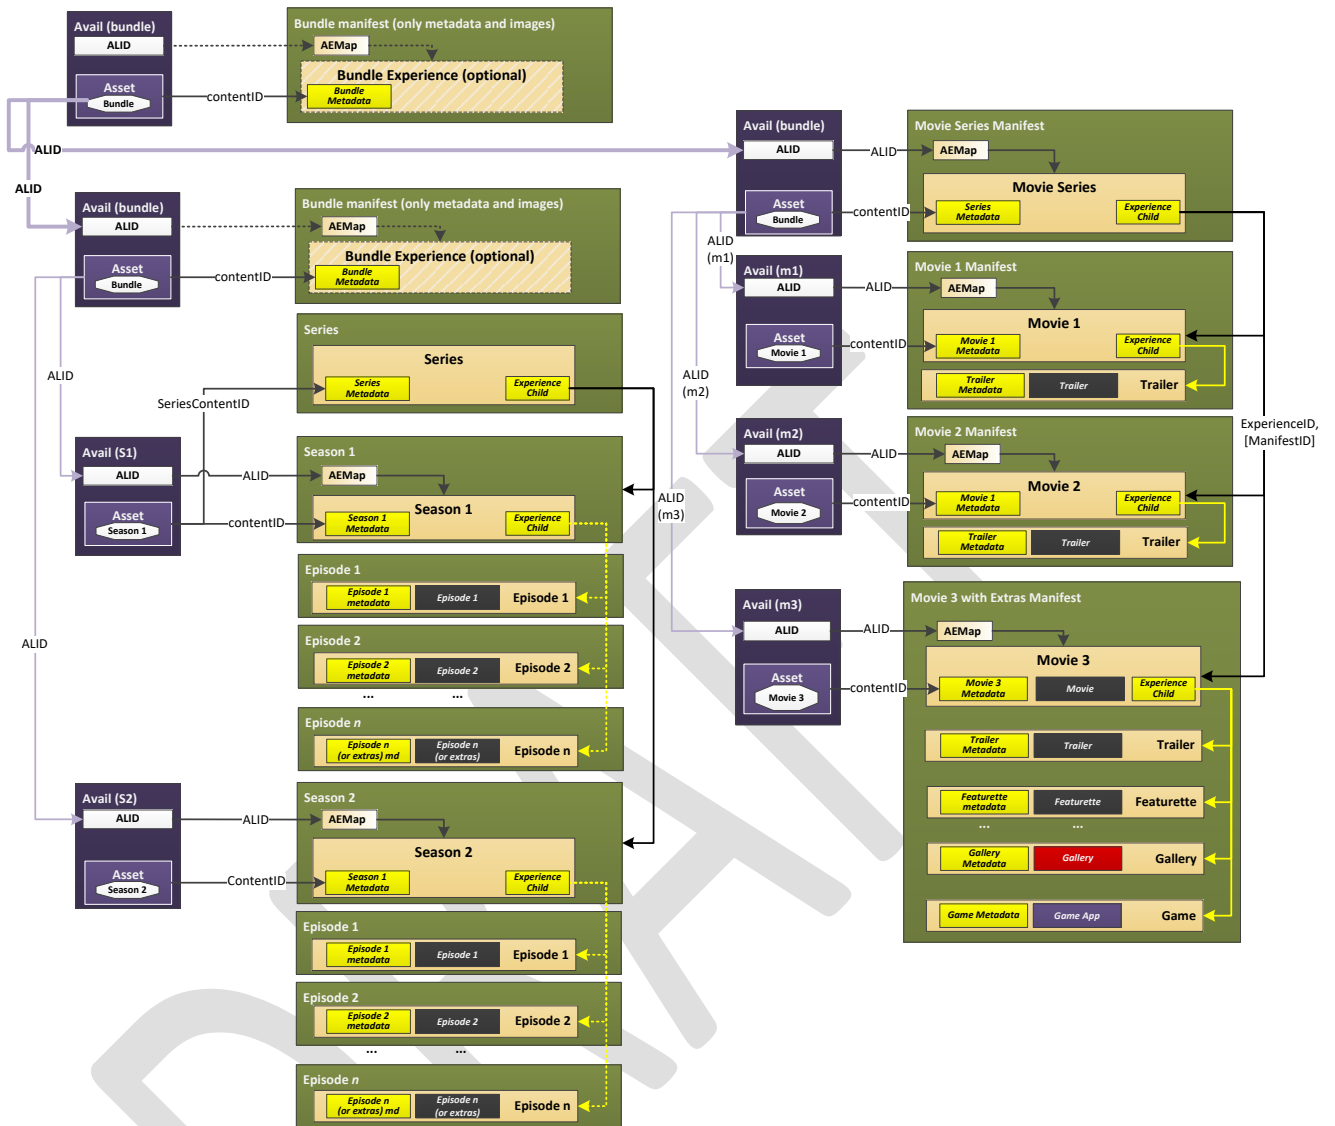 Avail (bundle)
ALID
Asset
Bundle
Bundle manifest (only metadata and images)
AEMap
Bundle Experience (optional)
Bundle
Metadata
contentID
ALID
ALID
Avail (bundle)
ALID
Asset
Bundle
Bundle manifest (only metadata and images)
AEMap
Bundle Experience (optional)
Bundle
Metadata
contentID
Series
Series
Series
Metadata
Experience
Child
ALID
SeriesContentID
Avail (S1)
ALID
Asset
Season 1
ALID
contentID
Season 1
AEMap
Season 1
Season 1
Metadata
Experience
Child
Episode 1
Episode 1
metadata
Episode 1
Episode 1
Episode 2
Episode 2
metadata
Episode 2
Episode 2
...
...
Episode n
Episode n
(or extras) md
Episode n
(or extras)
Episode n
ALID
Avail (S2)
ALID
Asset
Season 2
ALID
ContentID
Season 2
AEMap
Season 2
Season 1
Metadata
Experience
Child
Episode 1
Episode 1
metadata
Episode 1
Episode 1
Episode 2
Episode 2
metadata
Episode 2
Episode 2
...
...
Episode n
Episode n
(or extras) md
Episode n
(or extras)
Episode n
Avail (bundle)
ALID
Asset
Bundle
ALID
contentID
Movie Series Manifest
AEMap
Movie Series
Series
Metadata
Experience
Child
ALID
(m1)
Avail (m1)
ALID
Asset
Movie 1
ALID
contentID
Movie 1 Manifest
AEMap
Movie 1
Movie 1
Metadata
Experience
Child
Trailer
Metadata
Trailer
Trailer
ALID
(m2)
ExperienceID,
[ManifestID]
Avail (m2)
ALID
Asset
Movie 2
ALID
contentID
Movie 2 Manifest
AEMap
Movie 2
Movie 1
Metadata
Experience
Child
Trailer
Metadata
Trailer
Trailer
ALID
(m3)
Avail (m3)
ALID
Asset
Movie 3
ALID
contentID
Movie 3 with Extras Manifest
AEMap
Movie 3
Movie 3
Metadata
Movie
Experience
Child
Trailer
Metadata
Trailer
Trailer
Featurette
metadata
Featurette
Featurette
...
...
Gallery
Metadata
Gallery
Gallery
Game Metadata
Game App
Game
DRAFT